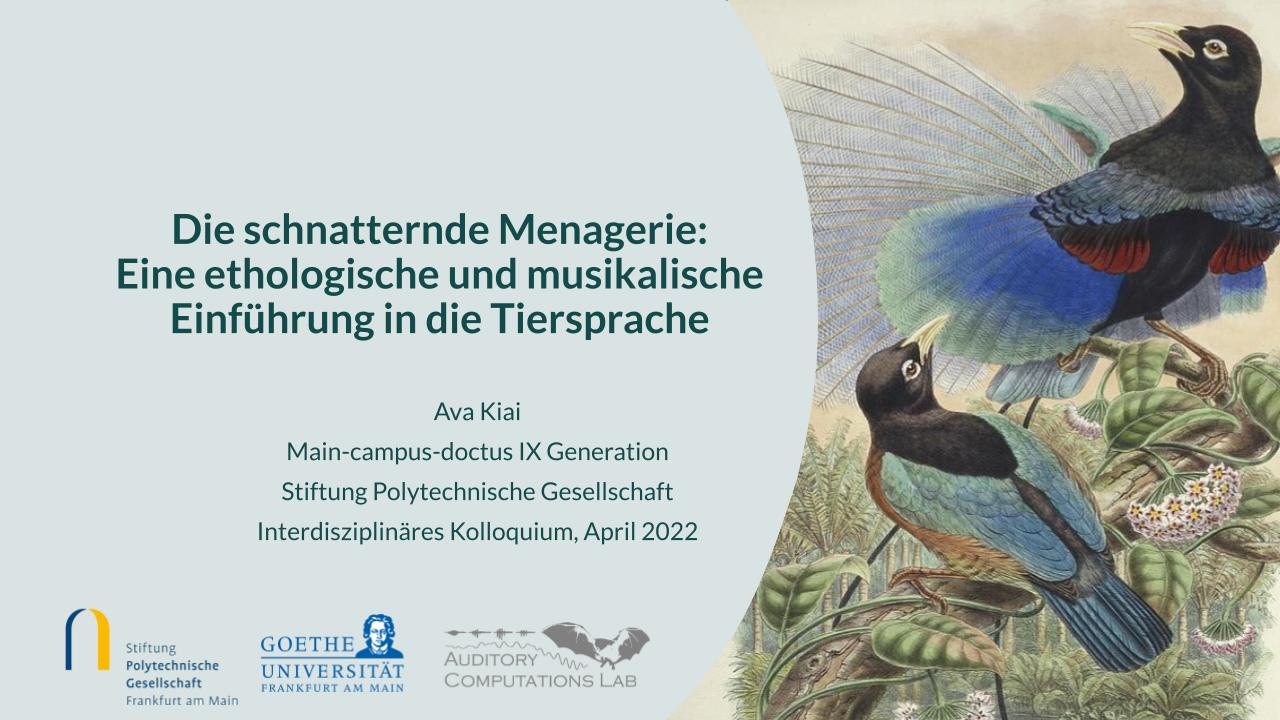 Die schnatternde Menagerie:
Eine ethologische und musikalische
Einführung in die Tiersprache
Ava Kiai
Main-campus-doctus IX Generation
Stiftung Polytechnische Gesellschaft
Interdisziplinäres Kolloquium, April 2022
Stiftung
Polytechnische
Gesellschaft
Frankfurt am Main
GOETHE
UNIVERSITÄT
FRANKFURT AM MAIN
AUDITORY
COMPUTATIONS LAB